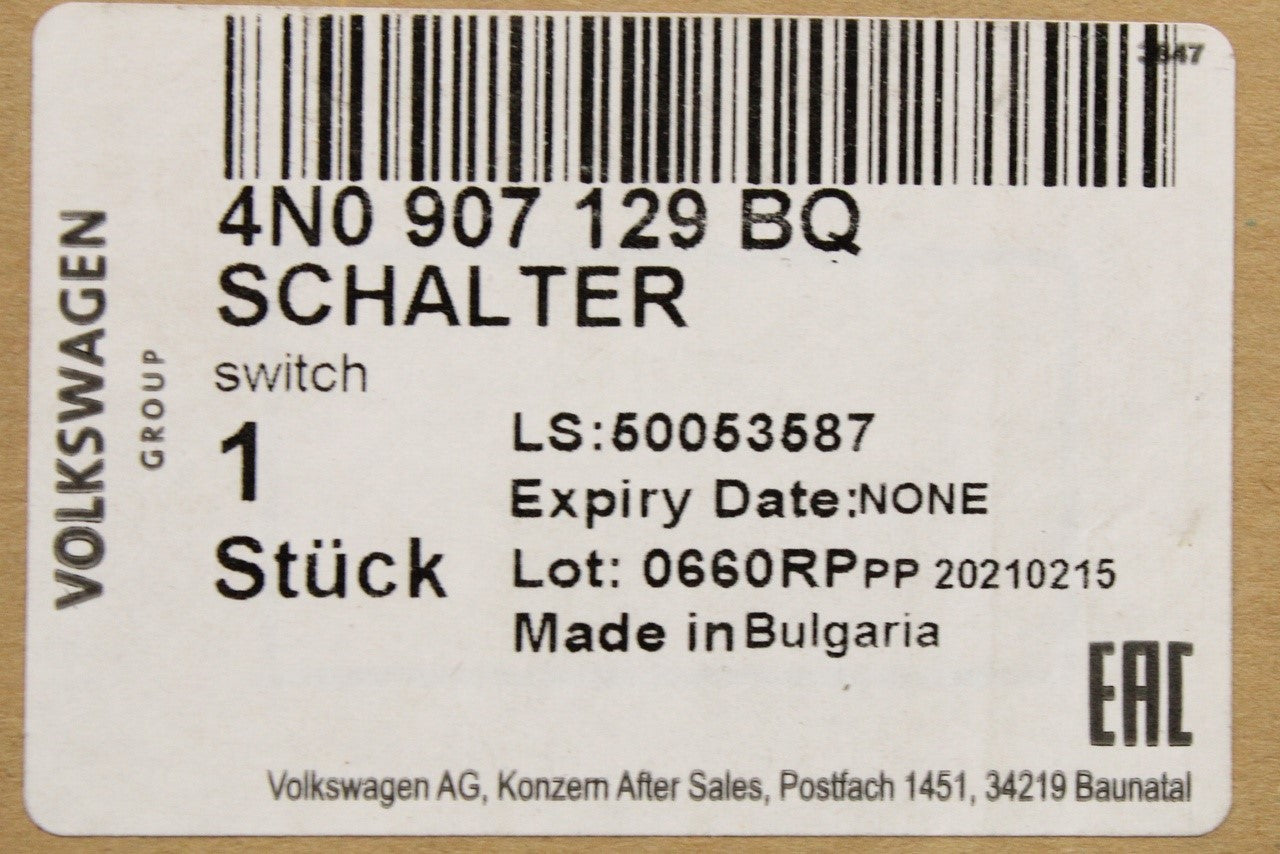 4N0 907 129 BQ
SCHALTER
switch
1
Stück
LS:50053587
Expiry Date:NONE
Lot: 0660RPPP 20210215
Made in Bulgaria
EAC
Volkswagen AG, Konzern After Sales, Postfach 1451, 34219 Baunatal
VOLKSWAGEN
GROUP